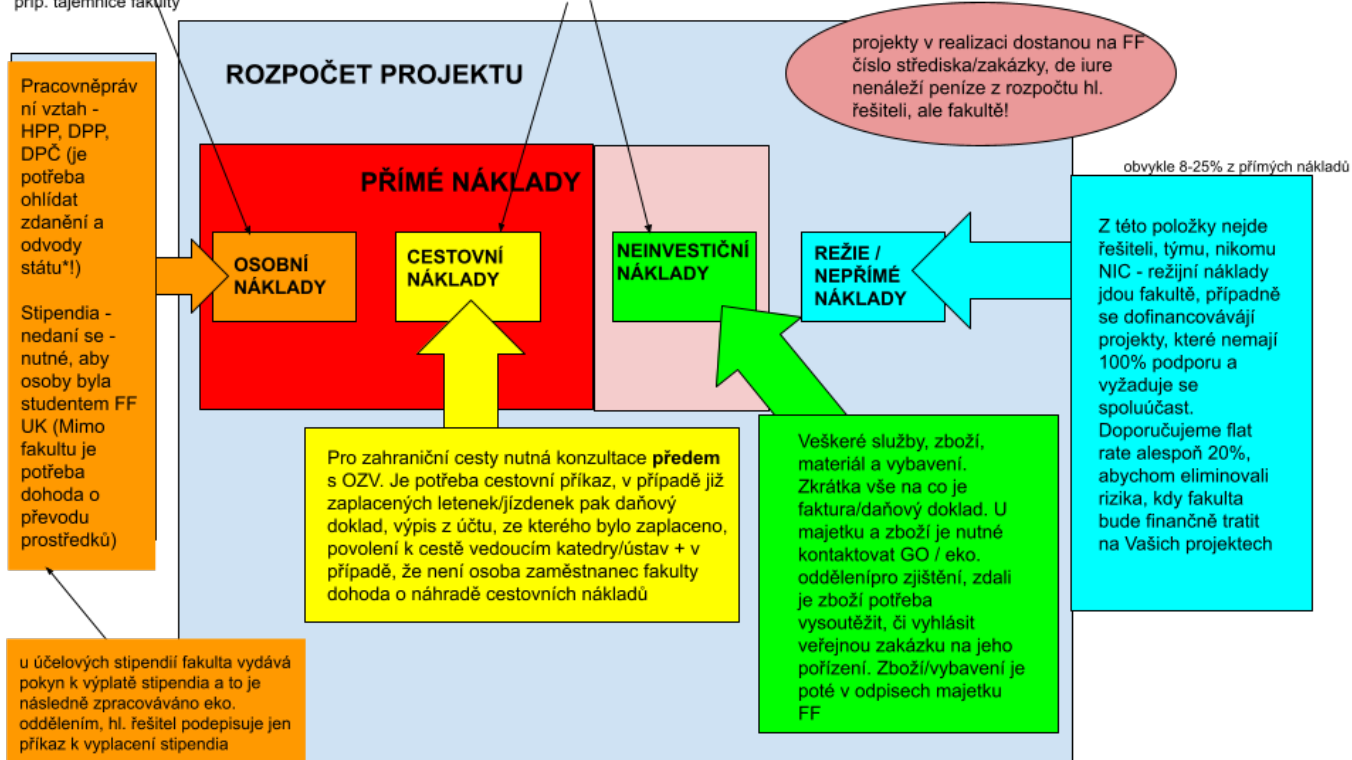 příp. tajemnice fakulty
ROZPOČET PROJEKTU
projekty v realizaci dostanou na FF
číslo střediska/zakázky, de iure
nenáleží peníze z rozpočtu hl.
řešiteli, ale fakultě!
Pracovněpráv
ní vztah -
HPP, DPP,
DPČ (je
potřeba
ohlídat
zdanění a
odvody
státu*!)
Stipendia -
nedaní se -
nutné, aby
osoby byla
studentem FF
UK (Mimo
fakultu je
potřeba
dohoda o
převodu
prostředků)
PŘÍMÉ NÁKLADY
OSOBNÍ
NÁKLADY
CESTOVNÍ
NÁKLADY
NEINVESTIČNÍ
NÁKLADY
REŽIE /
NEPŘÍMÉ
NÁKLADY
obvykle 8-25% z přímých nákladů
Z této položky nejde
řešiteli, týmu, nikomu
NIC - režijní náklady
jdou fakultě, případně
se dofinancovávájí
projekty, které nemají
100% podporu a
vyžaduje se
spoluúčast.
Doporučujeme flat
rate alespoň 20%,
abychom eliminovali
rizika, kdy fakulta
bude finančně tratit
na Vašich projektech
Pro zahraniční cesty nutná konzultace předem
s OZV. Je potřeba cestovní příkaz, v případě již
zaplacených letenek/jízdenek pak daňový
doklad, výpis z účtu, ze kterého bylo zaplaceno,
povolení k cestě vedoucím katedry/ústav + v
případě, že není osoba zaměstnanec fakulty
dohoda o náhradě cestovních nákladů
Veškeré služby, zboží,
materiál a vybavení.
Zkrátka vše na co je
faktura/daňový doklad. U
majetku a zboží je nutné
kontaktovat GO / eko.
oddělenípro zjištění, zdali
je zboží potřeba
vysoutěžit, či vyhlásit
veřejnou zakázku na jeho
pořízení. Zboží/vybavení je
poté v odpisech majetku
FF
u účelových stipendií fakulta vydává
pokyn k výplatě stipendia a to je
následně zpracováváno eko.
oddělením, hl. řešitel podepisuje jen
příkaz k vyplacení stipendia